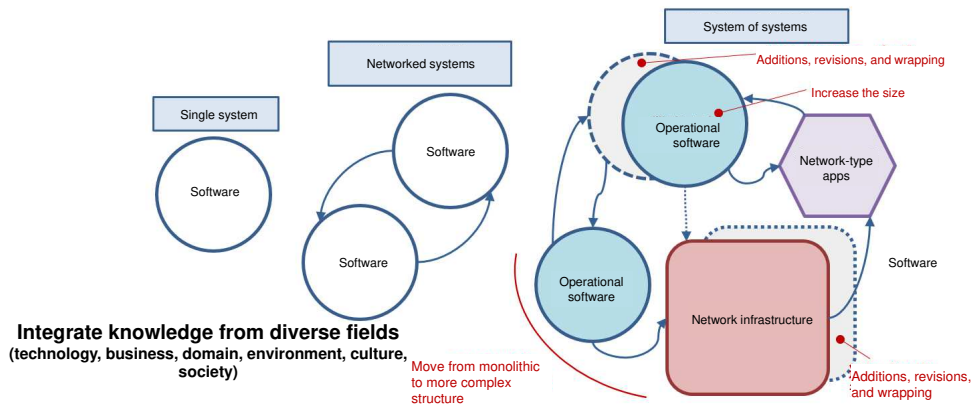 Single system
Software
Networked systems
Software
Software
System of systems
Additions, revisions, and wrapping
Increase the size
Operational
software
Network-type
apps
Operational
software
Network infrastructure
Software
Additions, revisions,
and wrapping
Move from monolithic
to more complex
structure
Integrate knowledge from diverse fields
(technology, business, domain, environment, culture,
society)